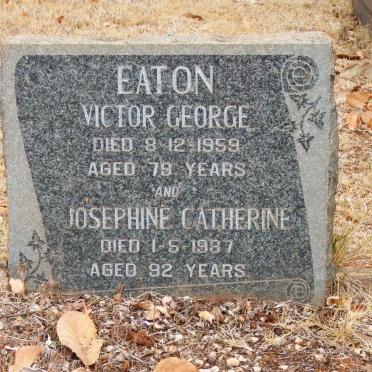 EATON
VICTOR GEORGE
DIED 8-12-1959
AGED 79 YEARS
AND
JOSEPHINE CATHERINE
DIED 1-5-1987
AGED 92 YEARS